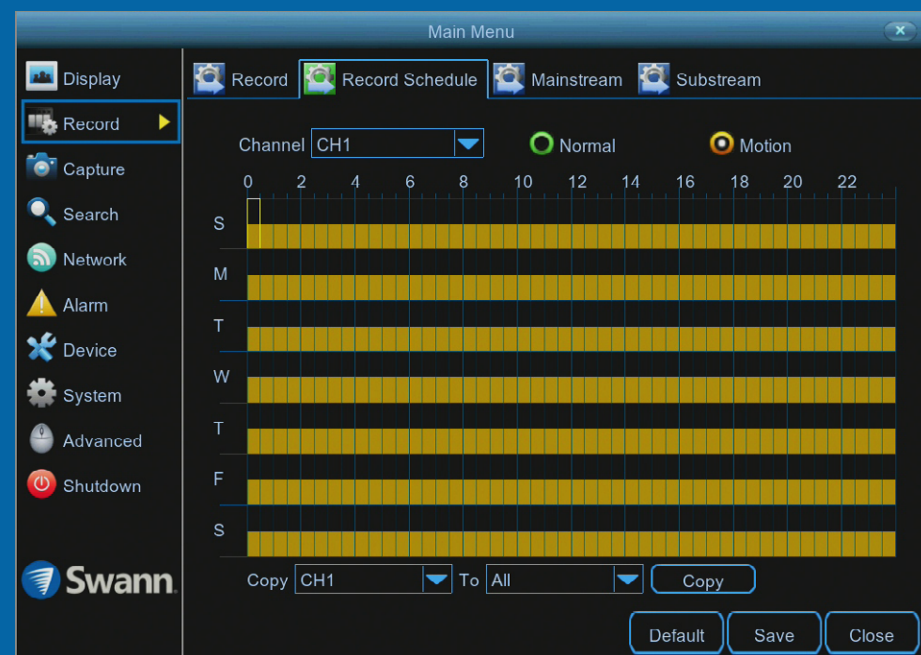 Main Menu
Display
Record
Capture
Search
Network
Alarm
Device
System
Advanced
Shutdown
Swann
Record Record Schedule Mainstream Substream
Channel CH1 Normal Motion
0 2 4 6 8 10 12 14 16 18 20 22
S
M
T
W
T
F
S
Copy CH1 To All Copy
Default Save Close